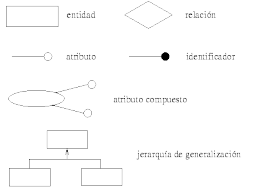 entidad
relación
atributo
identificador
atributo compuesto
jerarquía de generalización